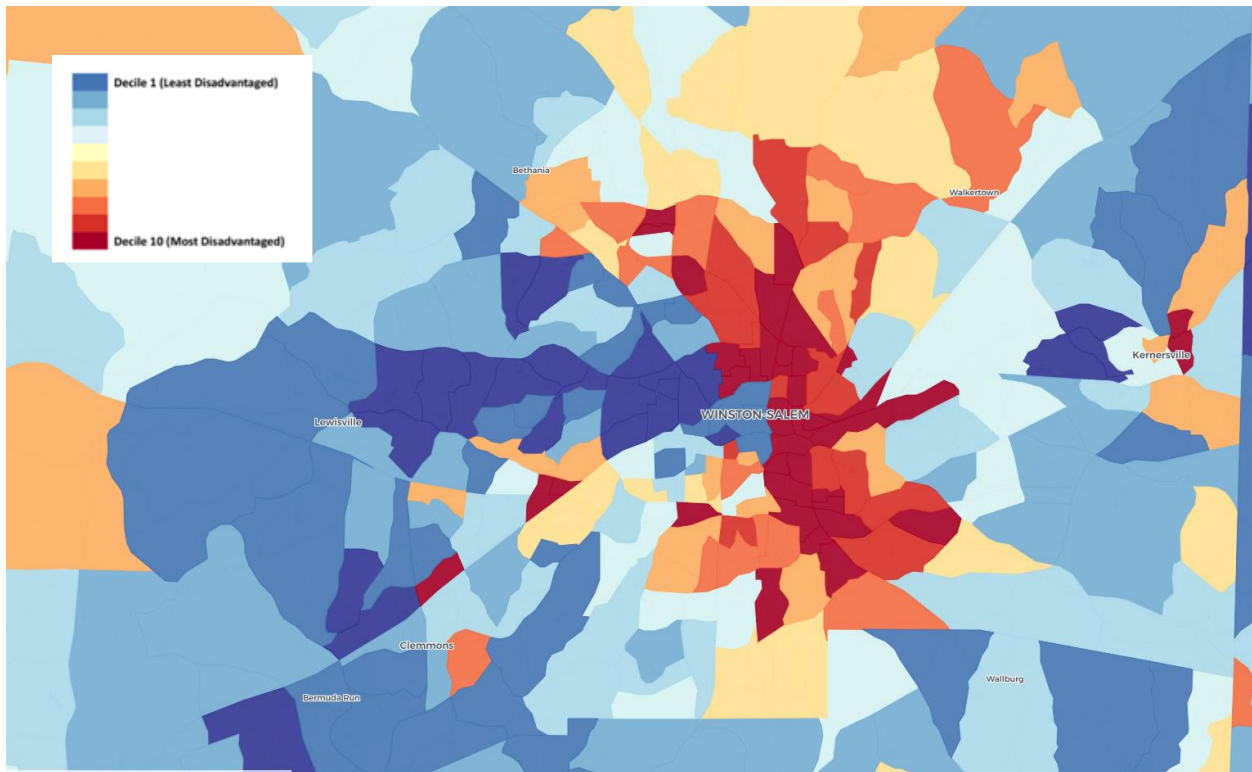 Decile 1 (Least Disadvantaged)
Decile 10 (Most Disadvantaged)
Bethania
Walkertown
Kernersville
WINSTON-SALEM
Lewisville
Clemmons
Wallburg
Bermuda Run